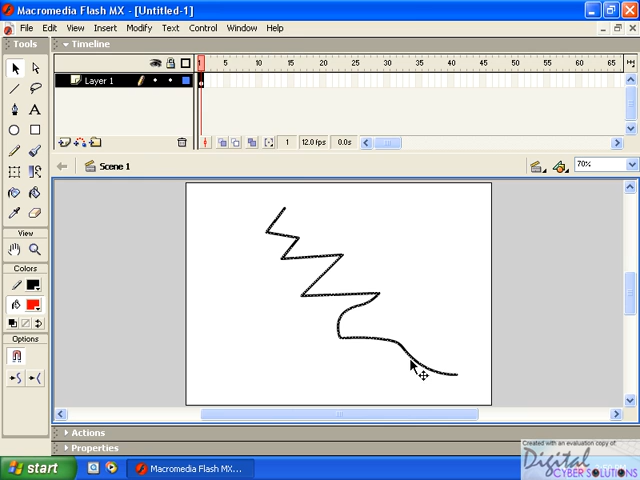 Macromedia Flash MX - [Untitled-1]
File Edit View Insert Modify Text Control Window Help
Tools
Timeline
Layer 1
1 5 10 15 20 25 30 35 40 45 50 55 60 65
1 12.0 fps 0.0s
Scene 1
70%
View
Colors
Options
Actions
Properties
start
Macromedia Flash MX...
Created with an evaluation copy of
Digital
CYBER SOLUTIONS